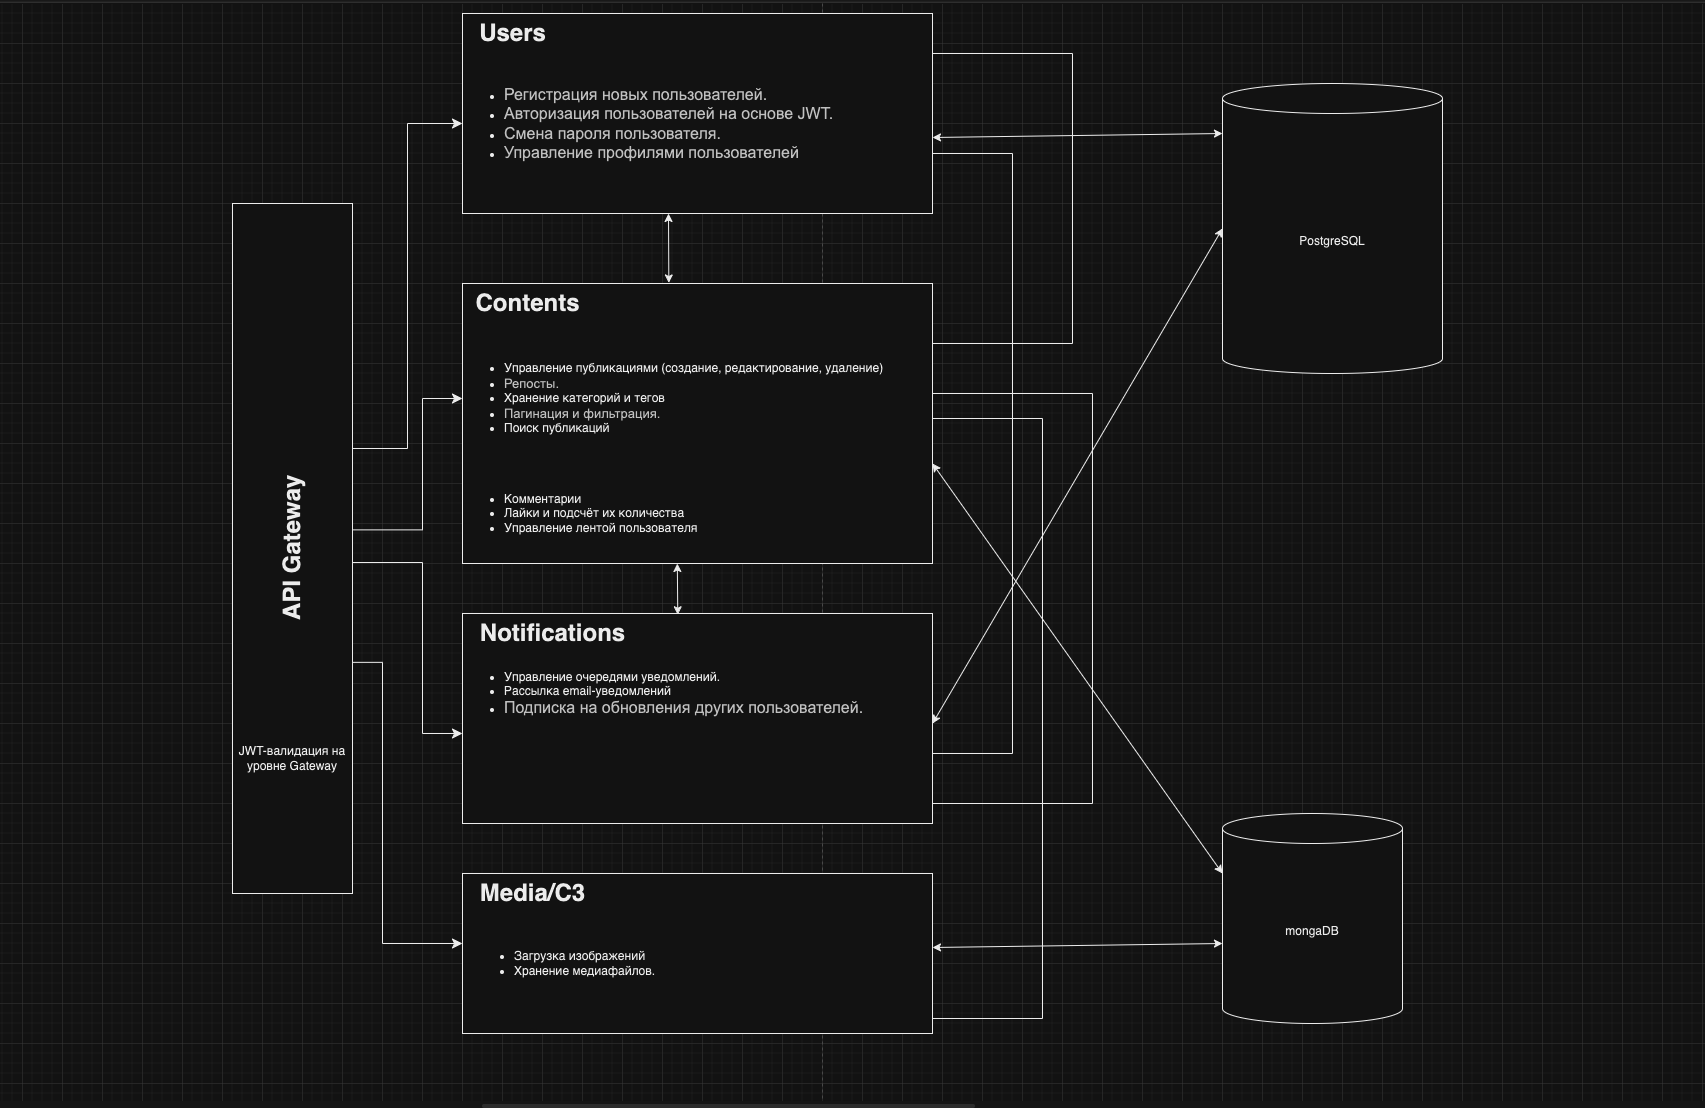 Users
Регистрация новых пользователей.
Авторизация пользователей на основе JWT.
Смена пароля пользователя.
Управление профилями пользователей
PostgreSQL
Contents
Управление публикациями (создание, редактирование, удаление)
Репосты.
Хранение категорий и тегов
Пагинация и фильтрация.
Поиск публикаций
Комментарии
Лайки и подсчёт их количества
Управление лентой пользователя
API Gateway
JWT-валидация на
уровне Gateway
Notifications
Управление очередями уведомлений.
Рассылка email-уведомлений
Подписка на обновления других пользователей.
Media/C3
Загрузка изображений
Хранение медиафайлов.
mongaDB